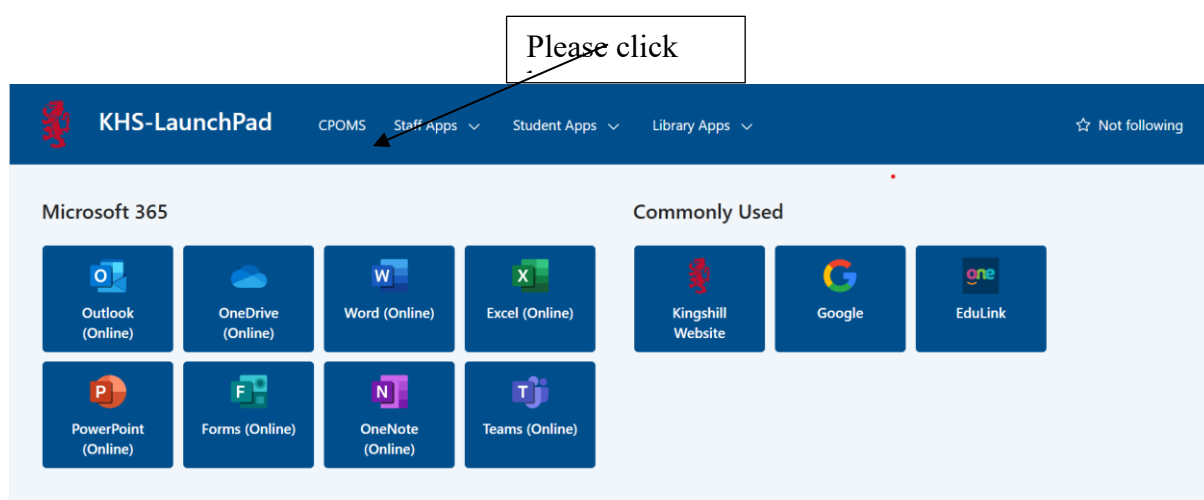 Please click
KHS-LaunchPad CPOMS Staff Apps Student Apps Library Apps Not following
Microsoft 365
Commonly Used
Outlook
(Online)
OneDrive
(Online)
Word (Online)
Excel (Online)
Kingshill
Website
Google
one
EduLink
PowerPoint
(Online)
Forms (Online)
OneNote
(Online)
Teams (Online)